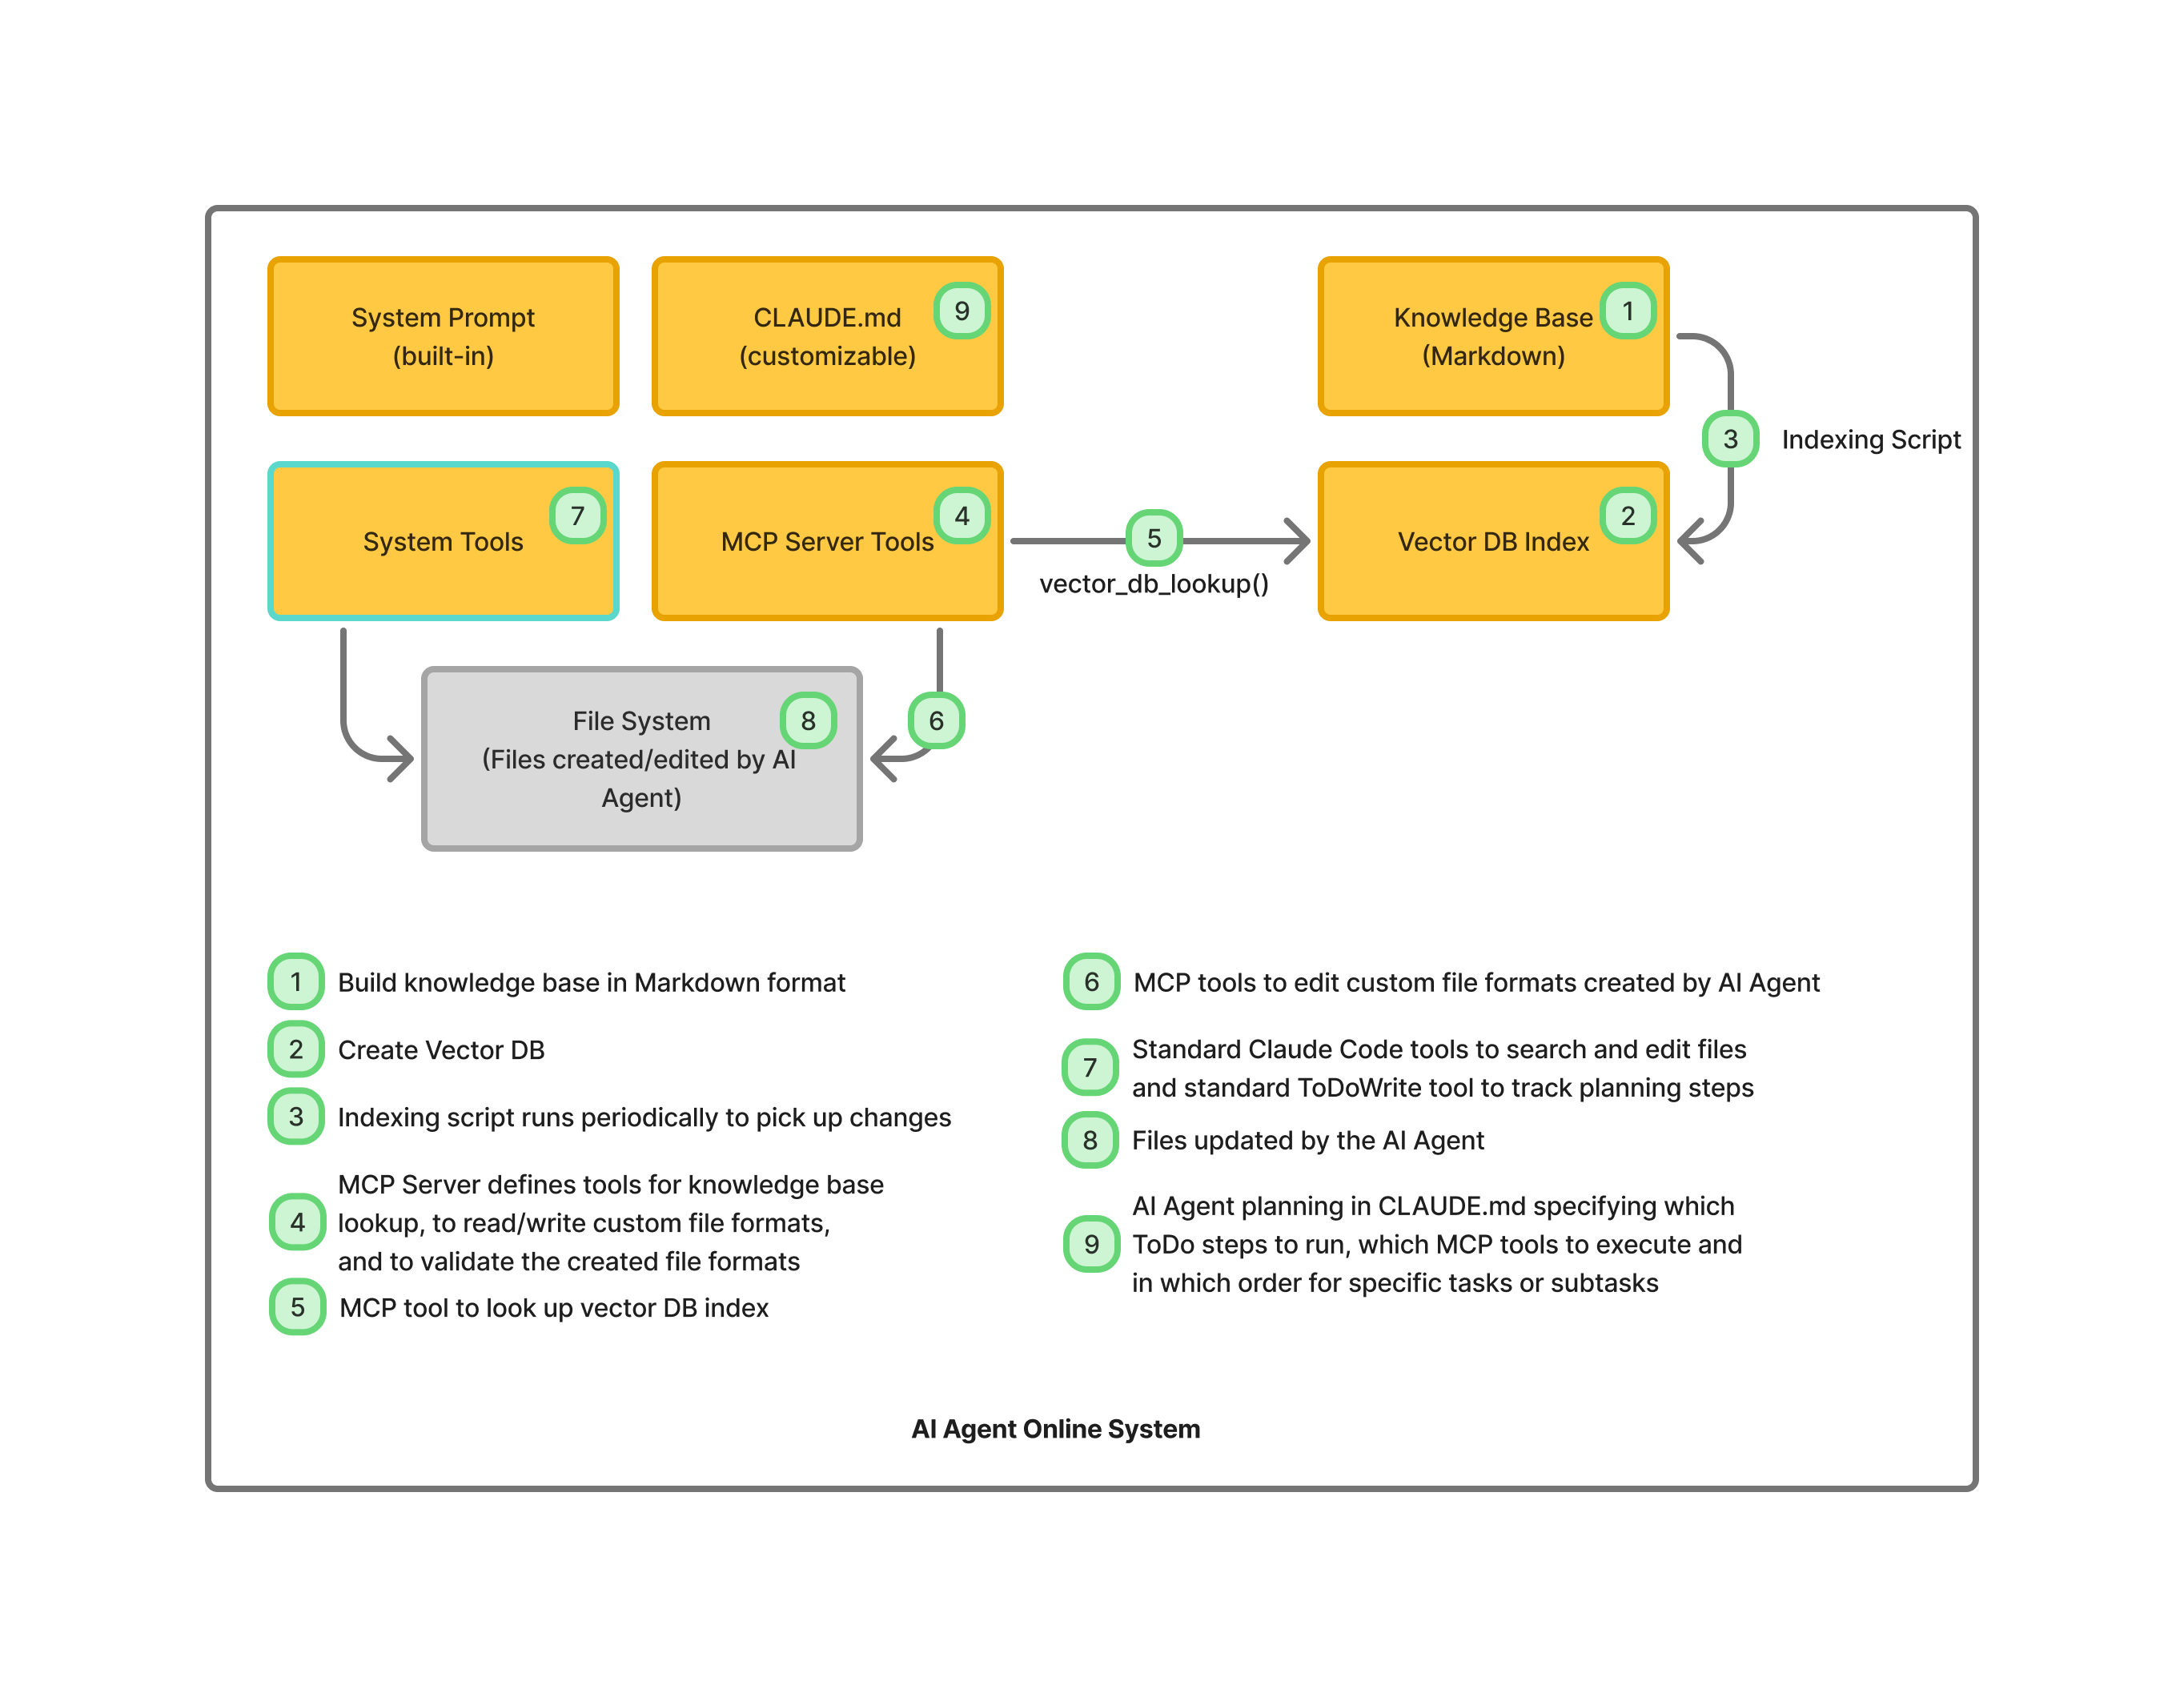 System Prompt
(built-in)
CLAUDE.md
(customizable)
9
Knowledge Base
(Markdown)
1
3
Indexing Script
System Tools
7
MCP Server Tools
4
5
vector_db_lookup()
Vector DB Index
2
File System
(Files created/edited by AI
Agent)
8
6
1
Build knowledge base in Markdown format
2
Create Vector DB
3
Indexing script runs periodically to pick up changes
4
MCP Server defines tools for knowledge base
lookup, to read/write custom file formats,
and to validate the created file formats
5
MCP tool to look up vector DB index
6
MCP tools to edit custom file formats created by AI Agent
7
Standard Claude Code tools to search and edit files
and standard ToDoWrite tool to track planning steps
8
Files updated by the AI Agent
9
AI Agent planning in CLAUDE.md specifying which
ToDo steps to run, which MCP tools to execute and
in which order for specific tasks or subtasks
AI Agent Online System